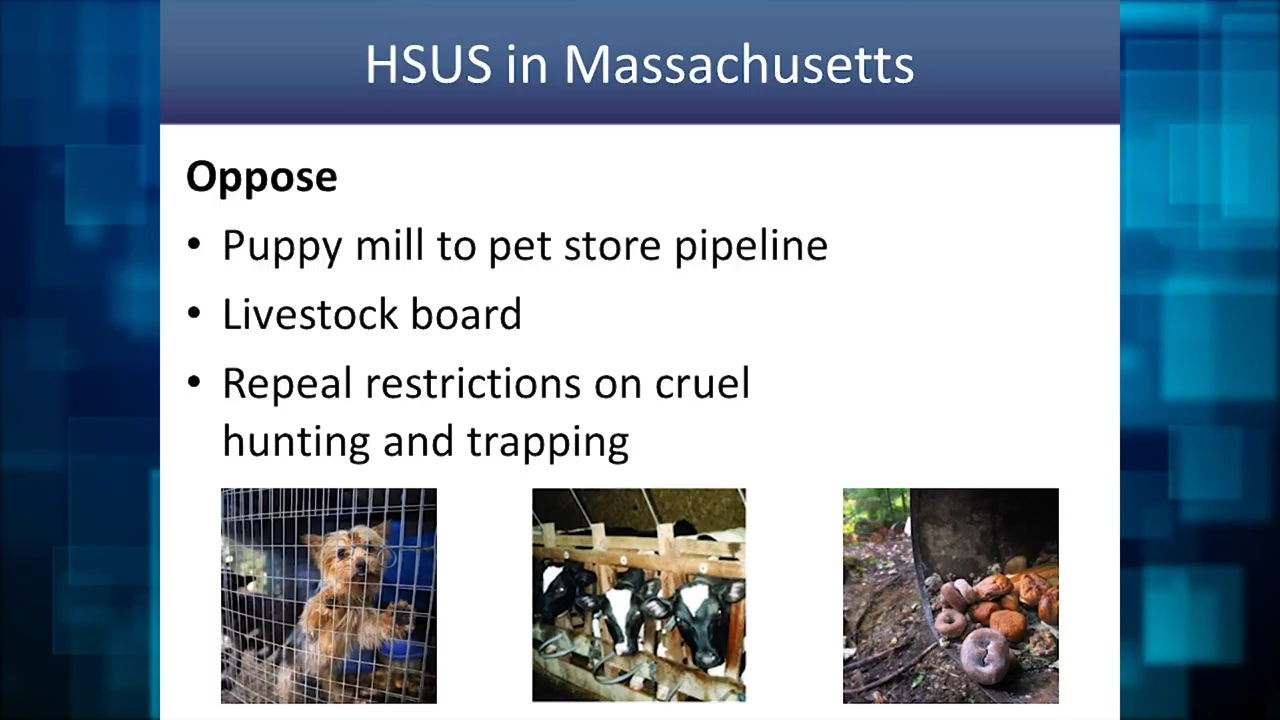 HSUS in Massachusetts
Oppose
• Puppy mill to pet store pipeline
• Livestock board
• Repeal restrictions on cruel
hunting and trapping